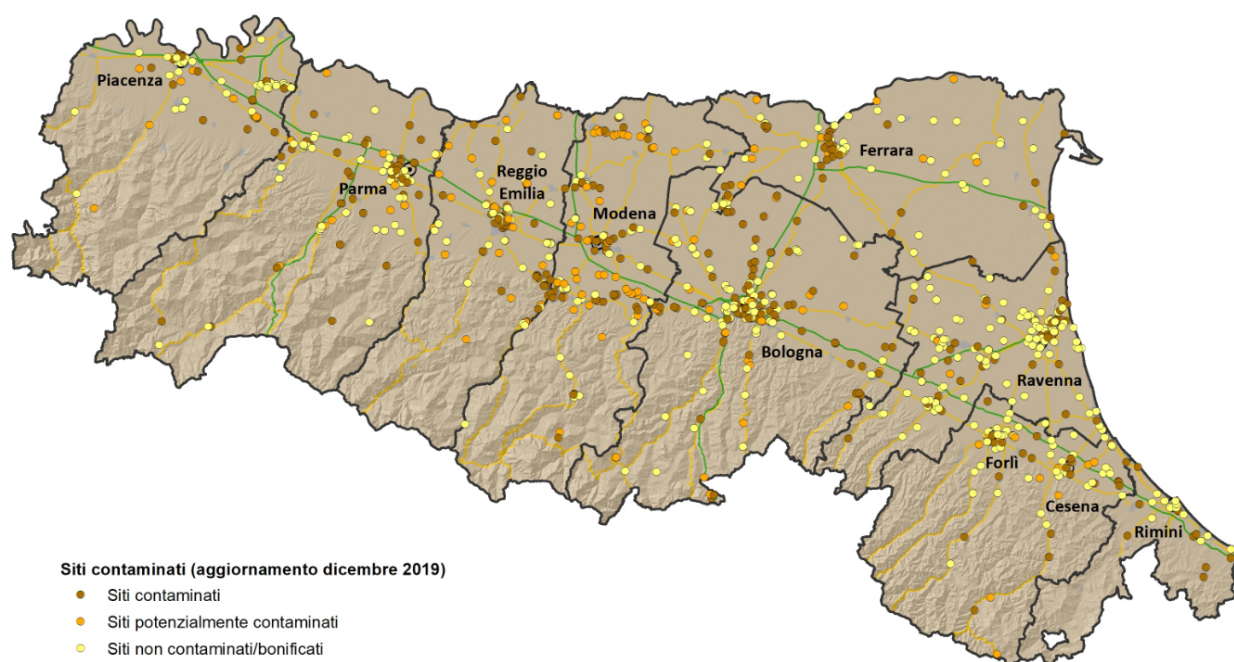 Piacenza
Parma
Reggio
Emilia
Modena
Ferrara
Bologna
Ravenna
Forlì
Cesena
Rimini
Siti contaminati (aggiornamento dicembre 2019)
Siti contaminati
Siti potenzialmente contaminati
Siti non contaminati/bonificati